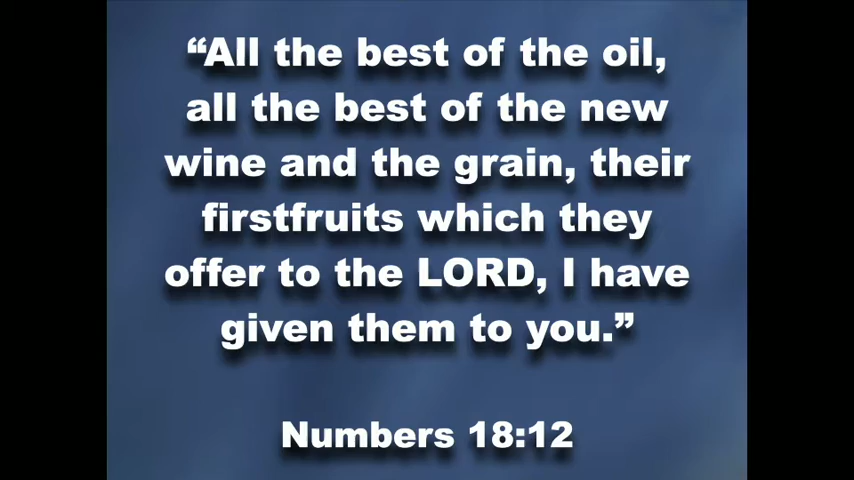 “All the best of the oil,
all the best of the new
wine and the grain, their
firstfruits which they
offer to the LORD, I have
given them to you.”
Numbers 18:12